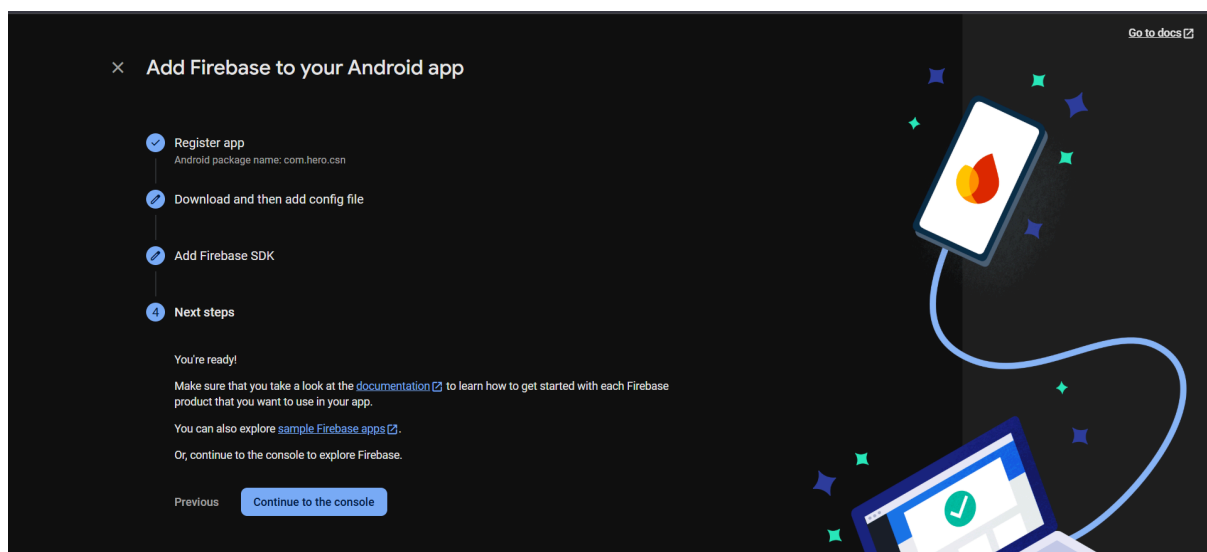 Go to docs
Add Firebase to your Android app
Register app
Android package name: com.hero.csn
Download and then add config file
Add Firebase SDK
4 Next steps
You're ready!
Make sure that you take a look at the documentation to learn how to get started with each Firebase
product that you want to use in your app.
You can also explore sample Firebase apps.
Or, continue to the console to explore Firebase.
Previous Continue to the console